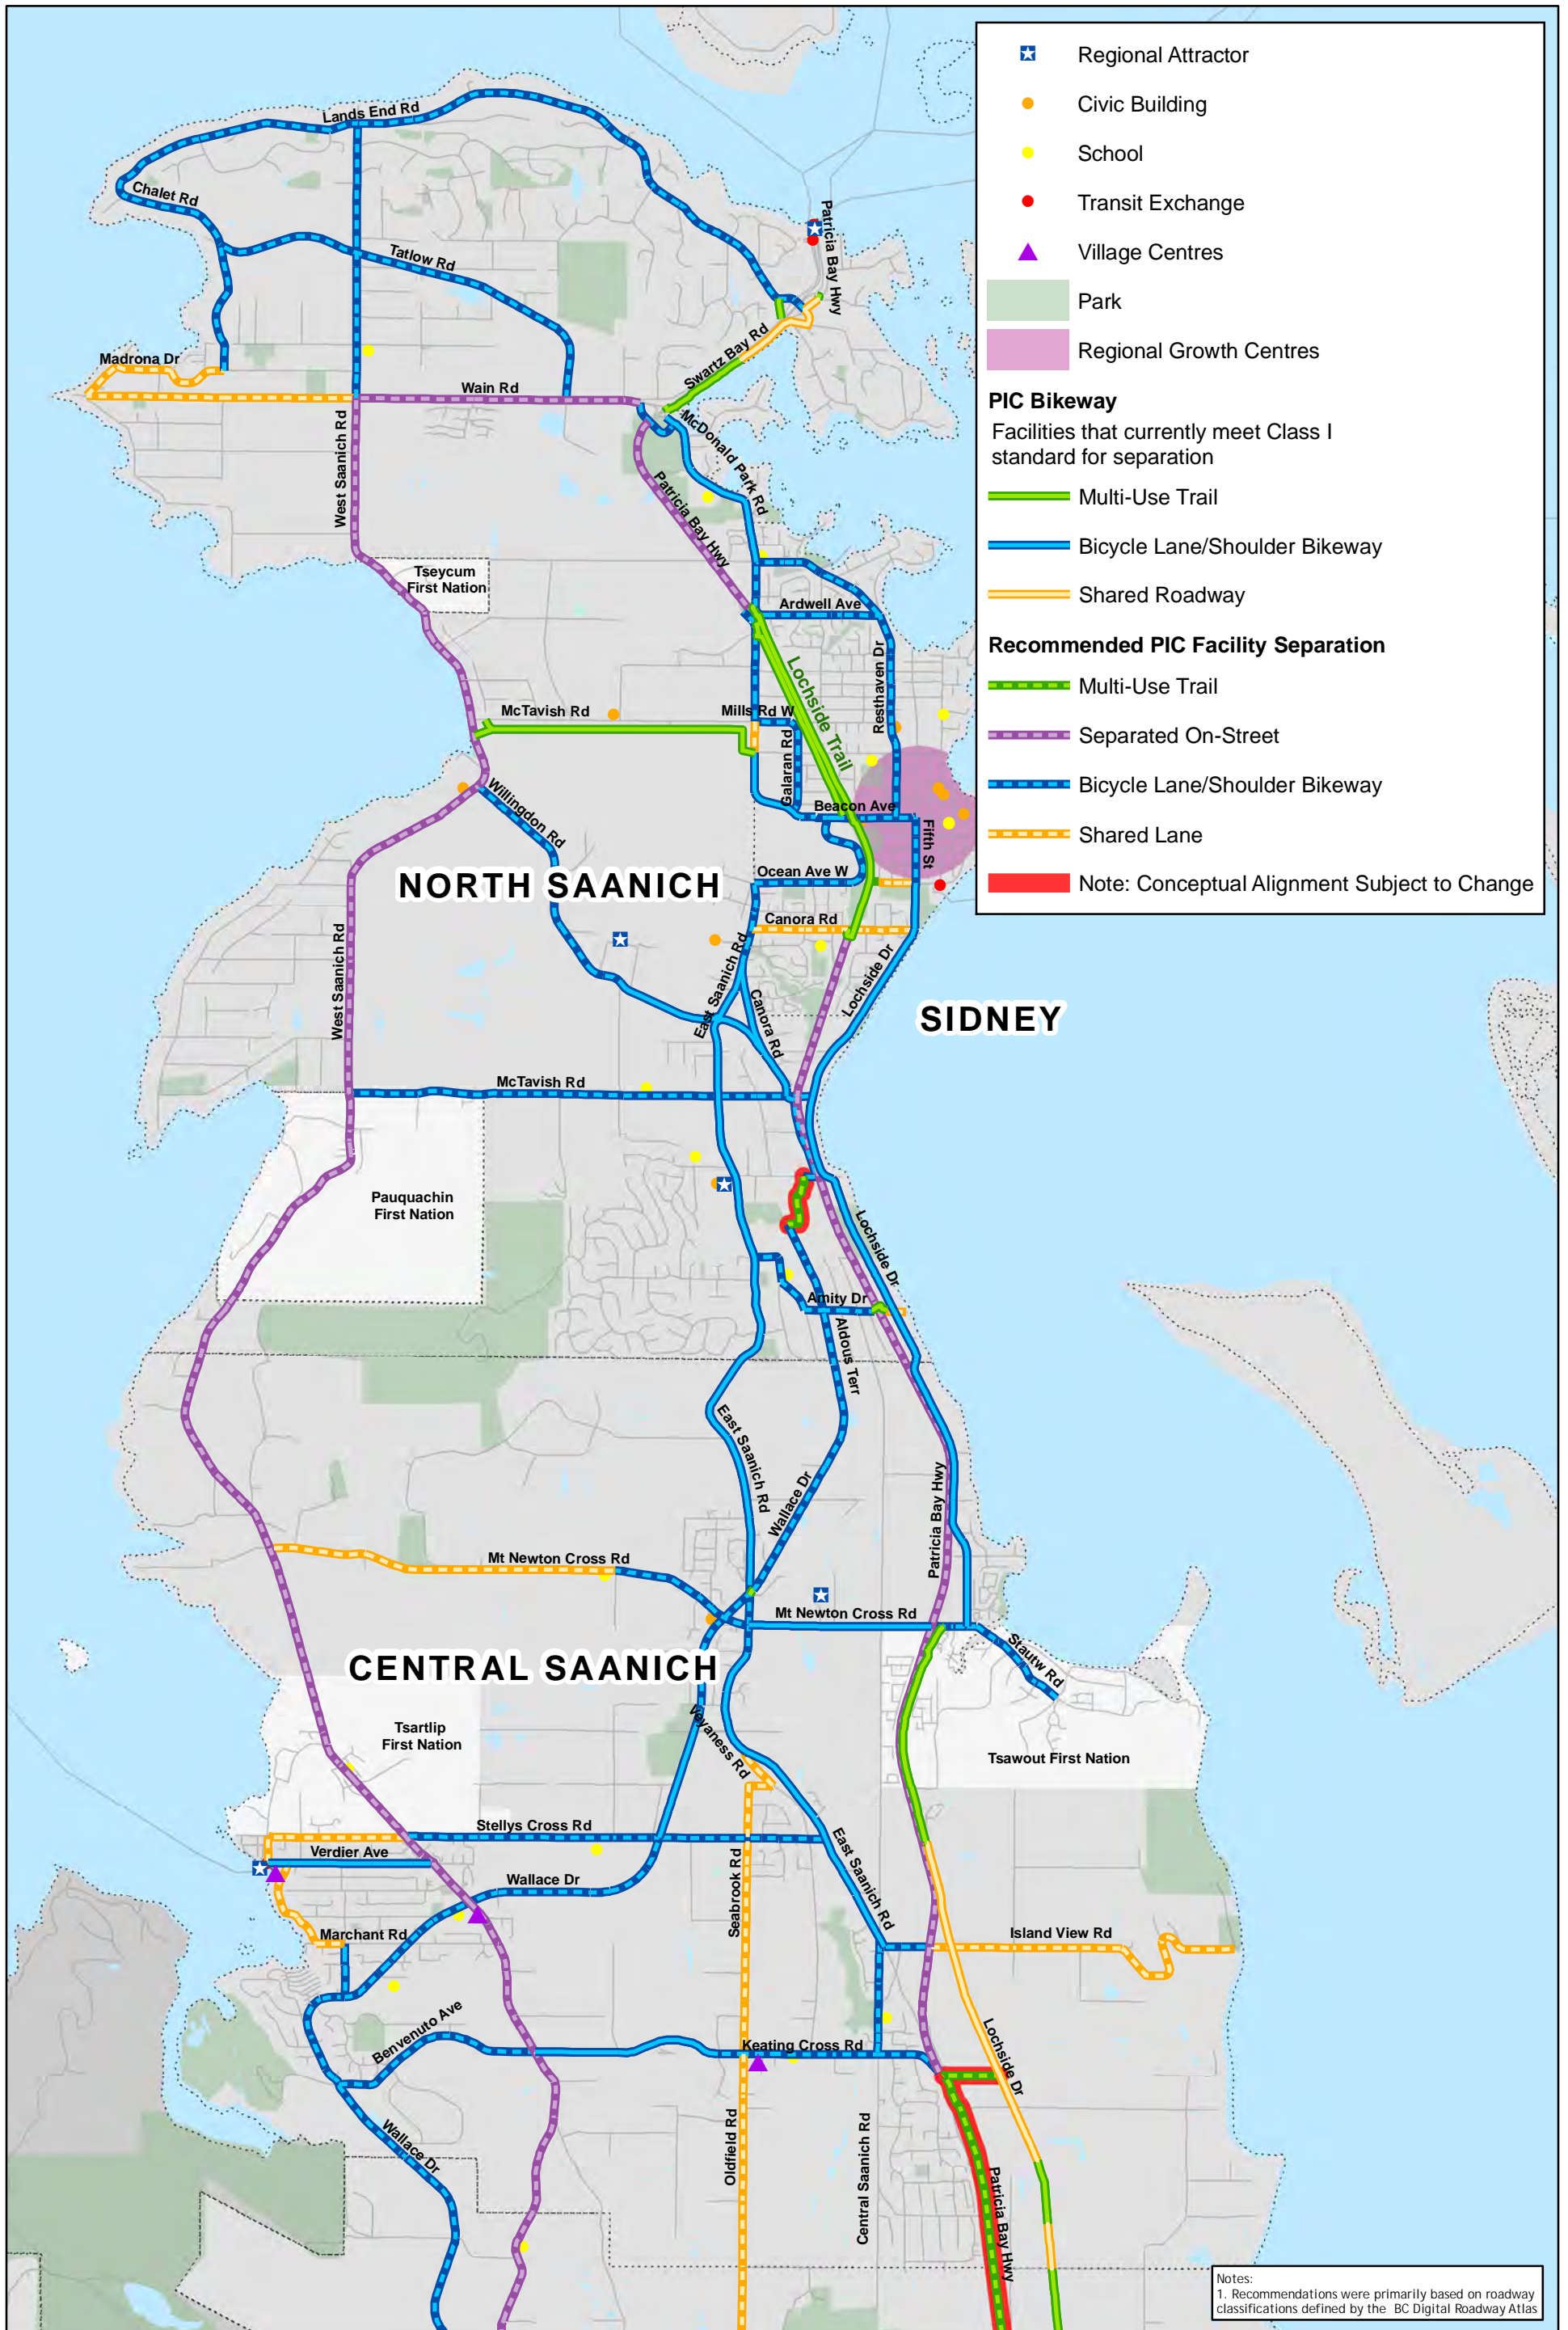 Regional Attractor
Civic Building
School
Transit Exchange
Village Centres
Park
Regional Growth Centres
PIC Bikeway
Facilities that currently meet Class I
standard for separation
Multi-Use Trail
Bicycle Lane/Shoulder Bikeway
Shared Roadway
Recommended PIC Facility Separation
Multi-Use Trail
Separated On-Street
Bicycle Lane/Shoulder Bikeway
Shared Lane
Note: Conceptual Alignment Subject to Change
Lands End Rd
Chalet Rd
Patricia Bay Hwy
Tatlow Rd
Madrona Dr
Swartz Bay Rd
Wain Rd
West Saanich Rd
McDonald Park Rd
Patricia Bay Hwy
Tseycum
First Nation
Ardwell Ave
Resthaven Dr
Lochside Trail
McTavish Rd
Mills Rd W
Galaran Rd
Willingdon Rd
Beacon Ave
Fifth St
NORTH SAANICH
Ocean Ave W
Canora Rd
West Saanich Rd
East Saanich Rd
Lochside Dr
Canora Rd
SIDNEY
McTavish Rd
Pauquachin
First Nation
Lochside Dr
Amity Dr
Aldous Terr
East Saanich Rd
Wallace Dr
Patricia Bay Hwy
Mt Newton Cross Rd
Mt Newton Cross Rd
Stautw Rd
CENTRAL SAANICH
Veyaness Rd
Tsartlip
First Nation
Tsawout First Nation
Stellys Cross Rd
Verdier Ave
East Saanich Rd
Wallace Dr
Seabrook Rd
Marchant Rd
Island View Rd
Benvenuto Ave
Keating Cross Rd
Lochside Dr
Wallace Dr
Oldfield Rd
Central Saanich Rd
Patricia Bay Hwy
Notes:
1. Recommendations were primarily based on roadway
classifications defined by the BC Digital Roadway Atlas